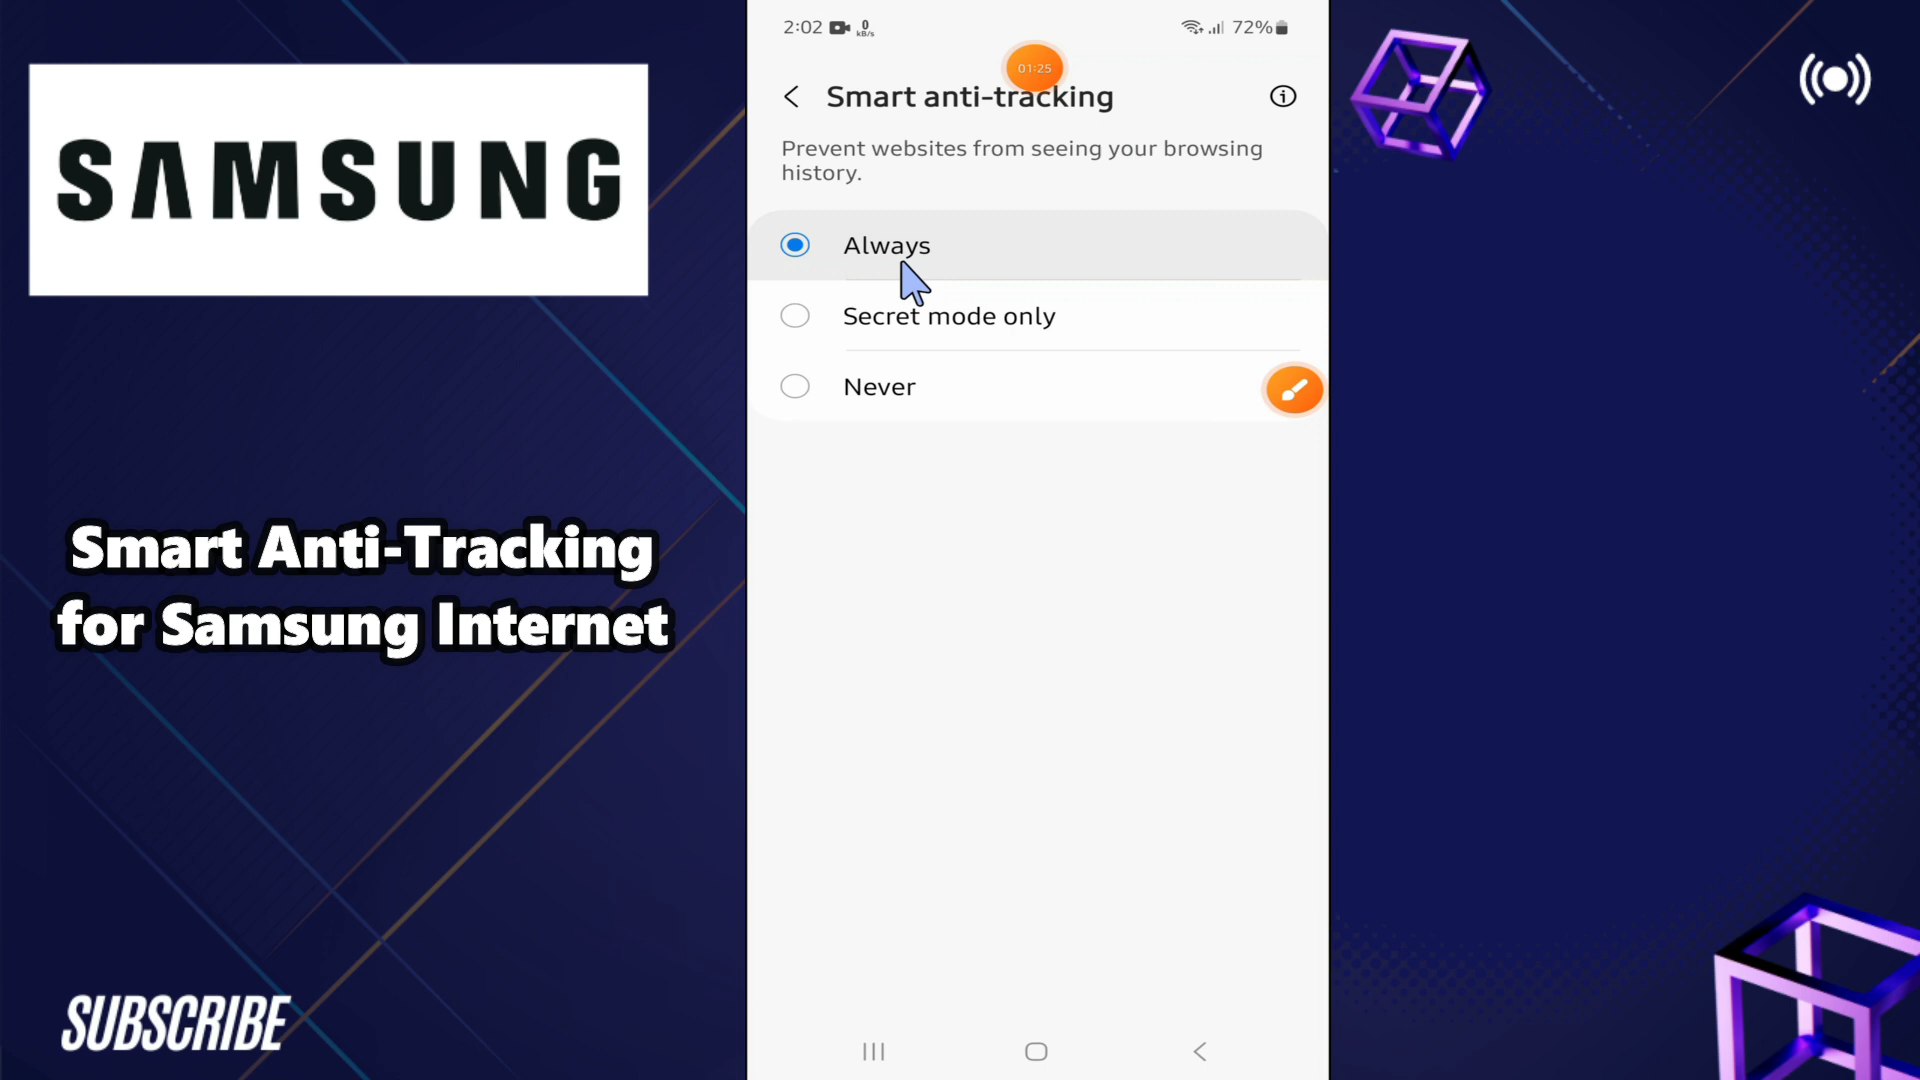 SAMSUNG
Smart Anti-Tracking
for Samsung Internet
SUBSCRIBE
2:02 0 kB/s 72%
01:25
Smart anti-tracking
Prevent websites from seeing your browsing
history.
Always
Secret mode only
Never